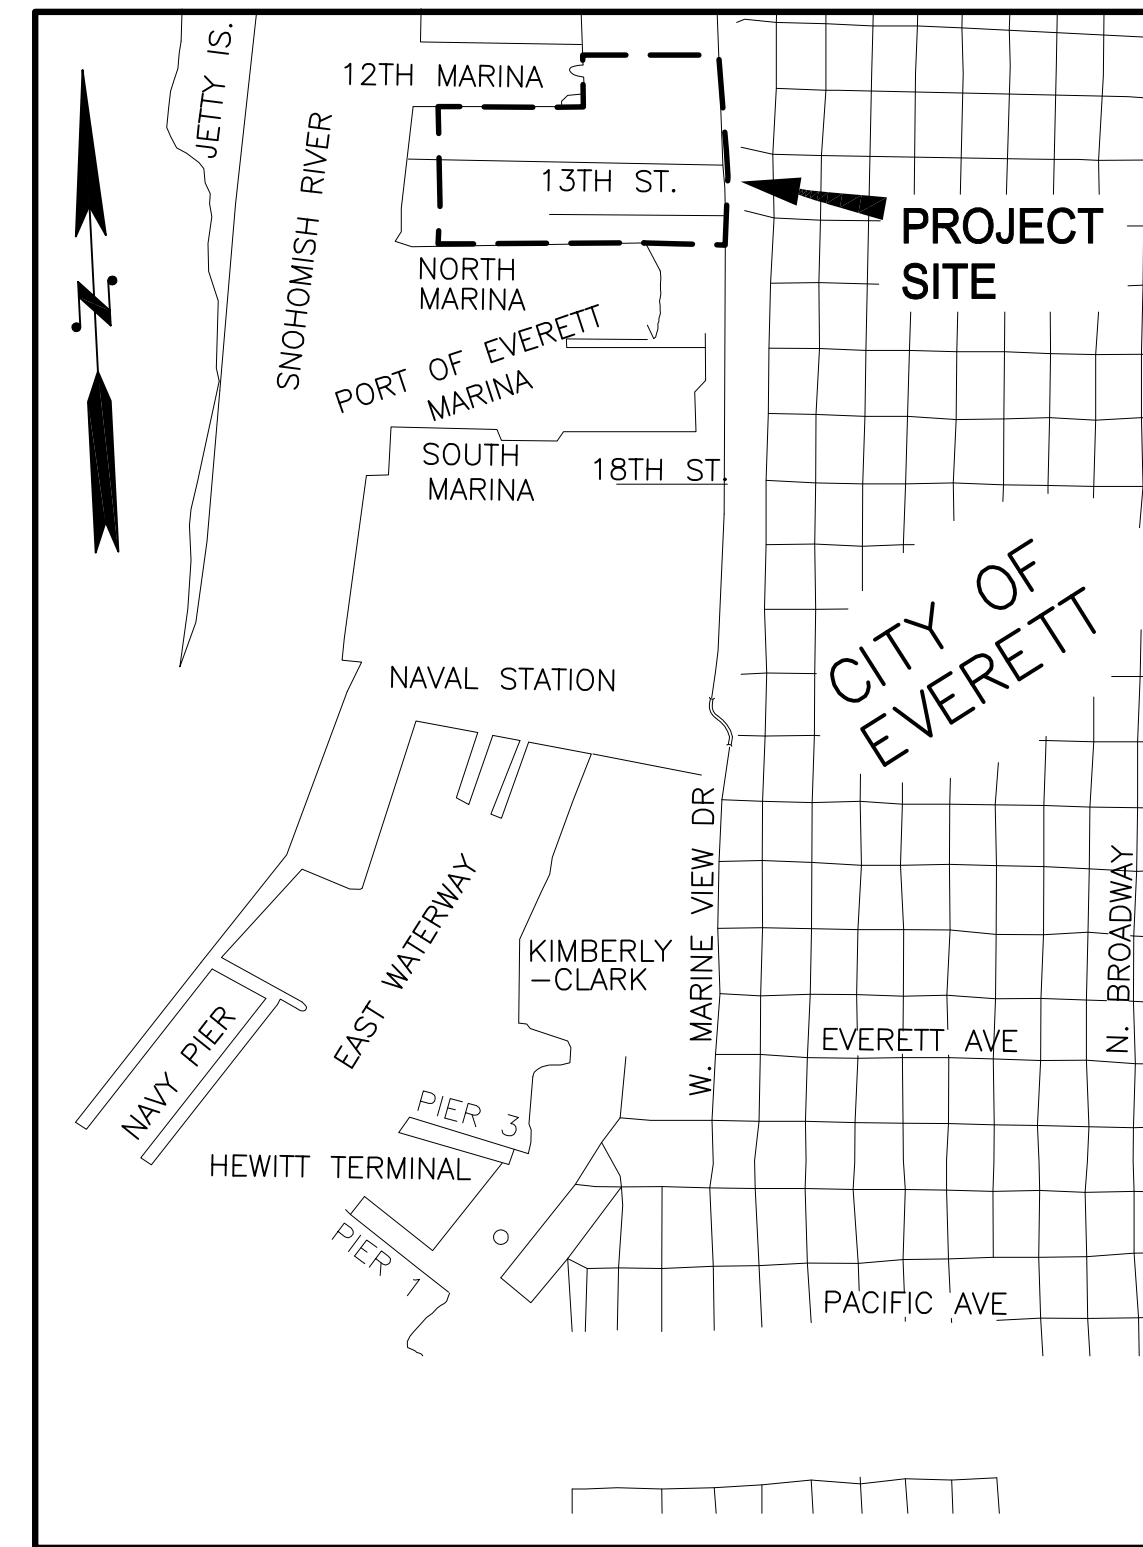 JETTY IS.
12TH MARINA
SNOHOMISH RIVER
13TH ST.
PROJECT
SITE
N
NORTH
MARINA
PORT OF EVERETT
MARINA
SOUTH
MARINA
18TH ST.
CITY OF
EVERETT
NAVAL STATION
W. MARINE VIEW DR
N. BROADWAY
EAST WATERWAY
KIMBERLY
-CLARK
NAVY PIER
EVERETT AVE
PIER 3
HEWITT TERMINAL
PIER 1
PACIFIC AVE